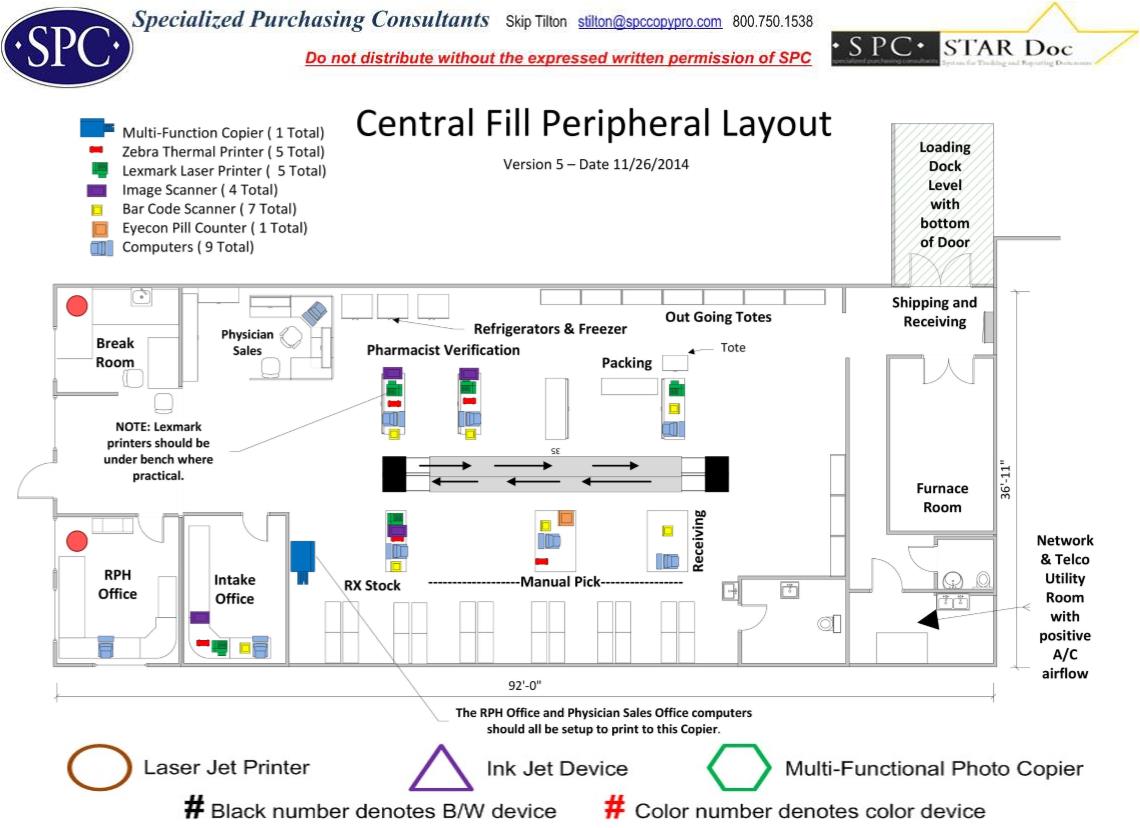 Specialized Purchasing Consultants Skip Tilton stilton@spccopypro.com 800.750.1538
·SPC·
Do not distribute without the expressed written permission of SPC
·SPC· STAR Doc
specialized purchasing consultants System for Tracking and Reporting Documents
Central Fill Peripheral Layout
Version 5 – Date 11/26/2014
Multi-Function Copier ( 1 Total)
Zebra Thermal Printer ( 5 Total)
Lexmark Laser Printer (  5 Total)
Image Scanner ( 4 Total)
Bar Code Scanner ( 7 Total)
Eyecon Pill Counter ( 1 Total)
Computers ( 9 Total)
Loading
Dock
Level
with
bottom
of Door
Shipping and
Receiving
Out Going Totes
Refrigerators & Freezer
Physician
Sales
Break
Room
Pharmacist Verification
Packing
Tote
NOTE: Lexmark
printers should be
under bench where
practical.
SE
Furnace
Room
36'-11"
Receiving
RPH
Office
Intake
Office
RX Stock
--------------------Manual Pick------------------
Network
& Telco
Utility
Room
with
positive
A/C
airflow
92'-0"
The RPH Office and Physician Sales Office computers
should all be setup to print to this Copier.
Laser Jet Printer
Ink Jet Device
Multi-Functional Photo Copier
# Black number denotes B/W device
# Color number denotes color device